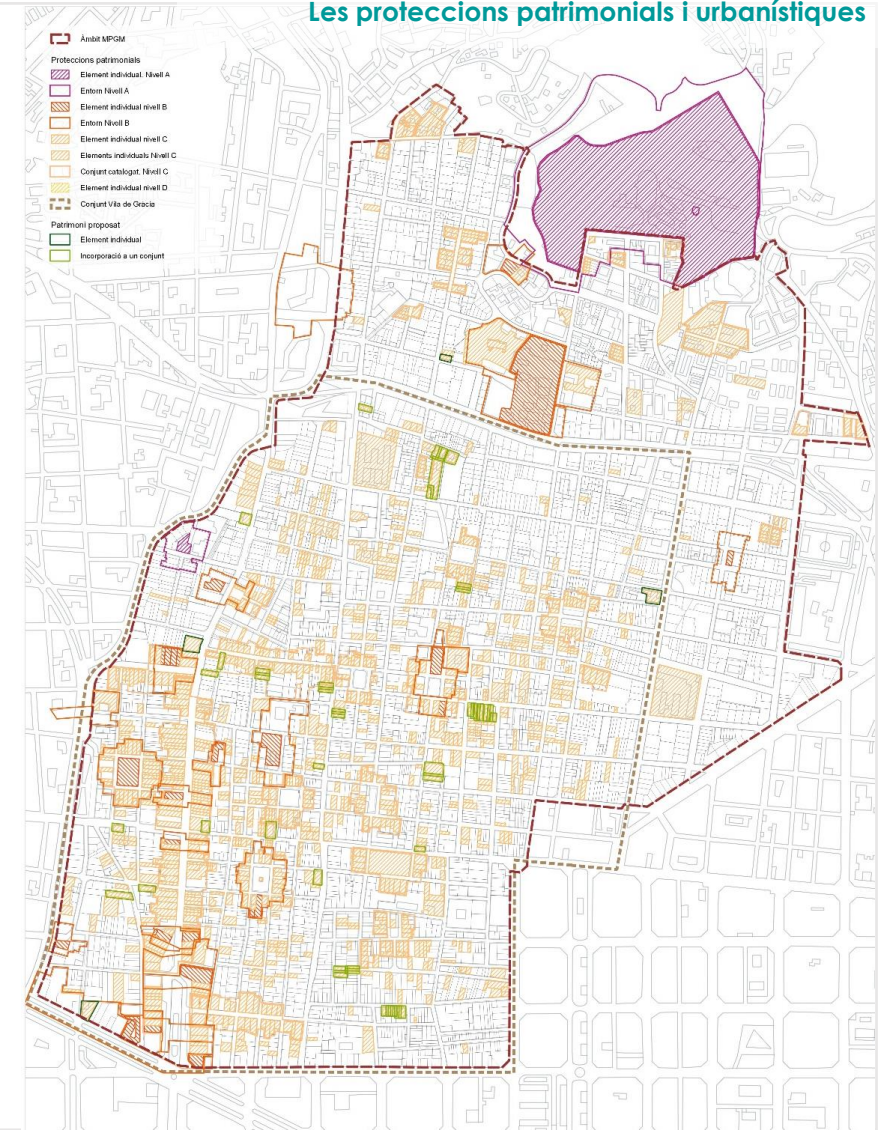 Les proteccions patrimonials i urbanístiques
Àmbit MPGM
Proteccions patrimonials
Element individual. Nivell A
Entorn Nivell A
Element individual nivell B
Entorn Nivell B
Element individual nivell C
Elements individuals Nivell C
Conjunt catalogat. Nivell C
Element individual nivell D
Conjunt Vila de Gràcia
Patrimoni proposat
Element individual
Incorporació a un conjunt